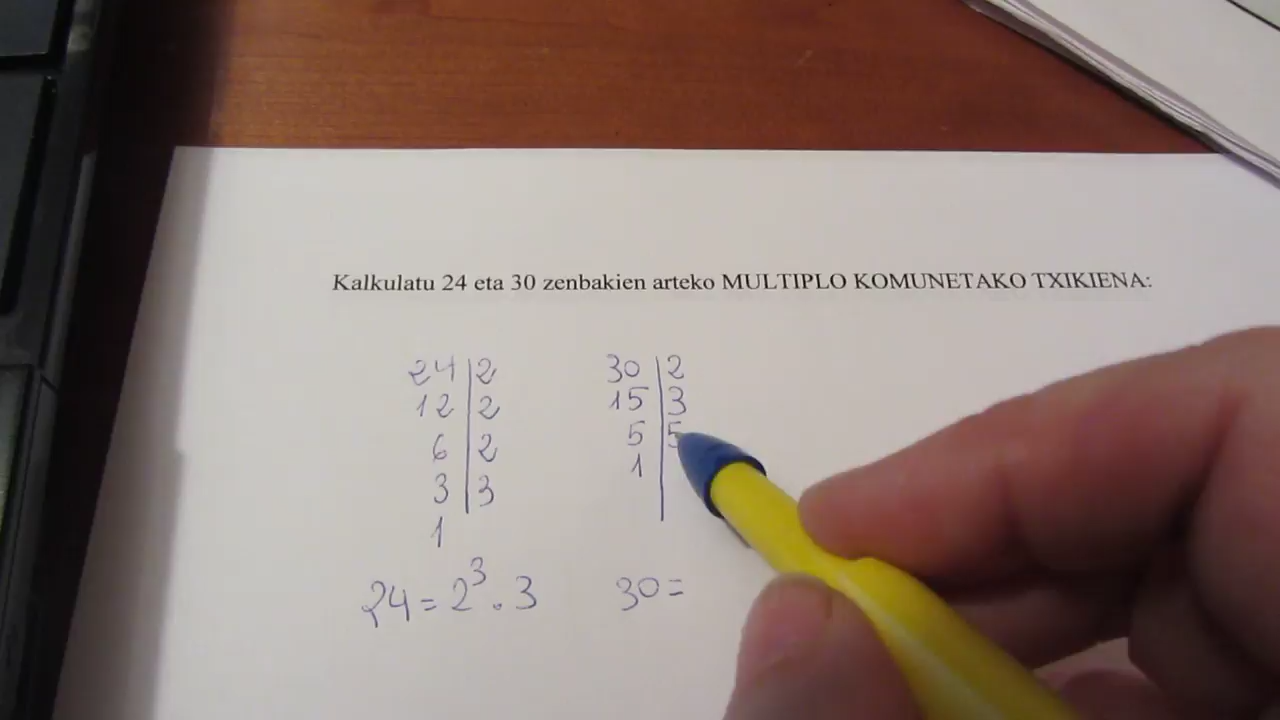 Kalkulatu 24 eta 30 zenbakien arteko MULTIPLO KOMUNETAKO TXIKIENA:
24 | 2
12 | 2
6 | 2
3 | 3
1
24 = 2³ . 3
30 | 2
15 | 3
5 | 5
1
30 =